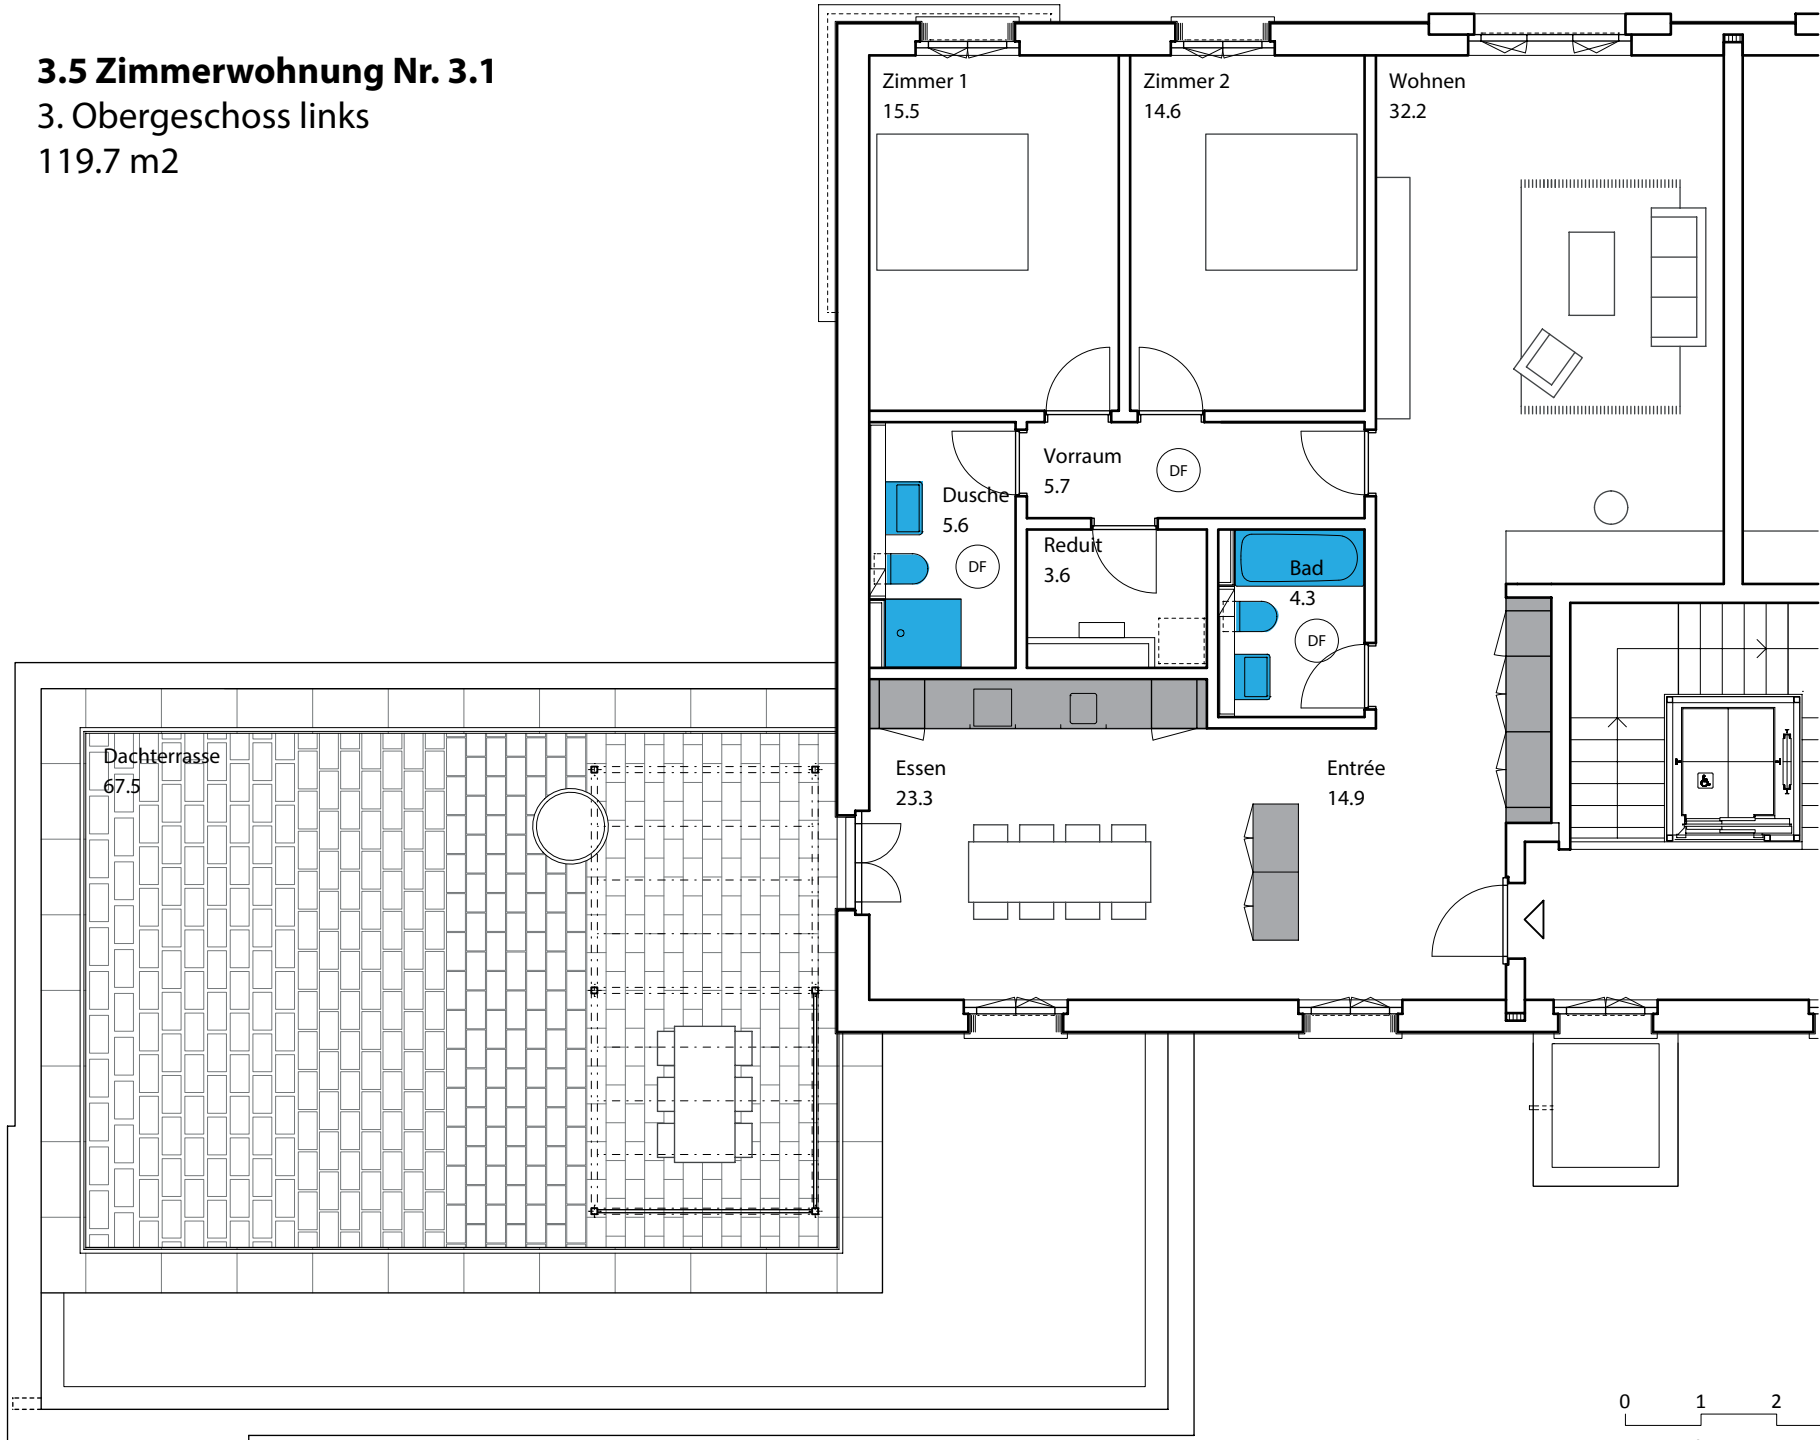 3.5 Zimmerwohnung Nr. 3.1
3. Obergeschoss links
119.7 m2
Zimmer 1
15.5
Zimmer 2
14.6
Wohnen
32.2
Vorraum
5.7
DF
Dusche
5.6
DF
Reduit
3.6
Bad
4.3
DF
Dachterrasse
67.5
Essen
23.3
Entrée
14.9
0 1 2